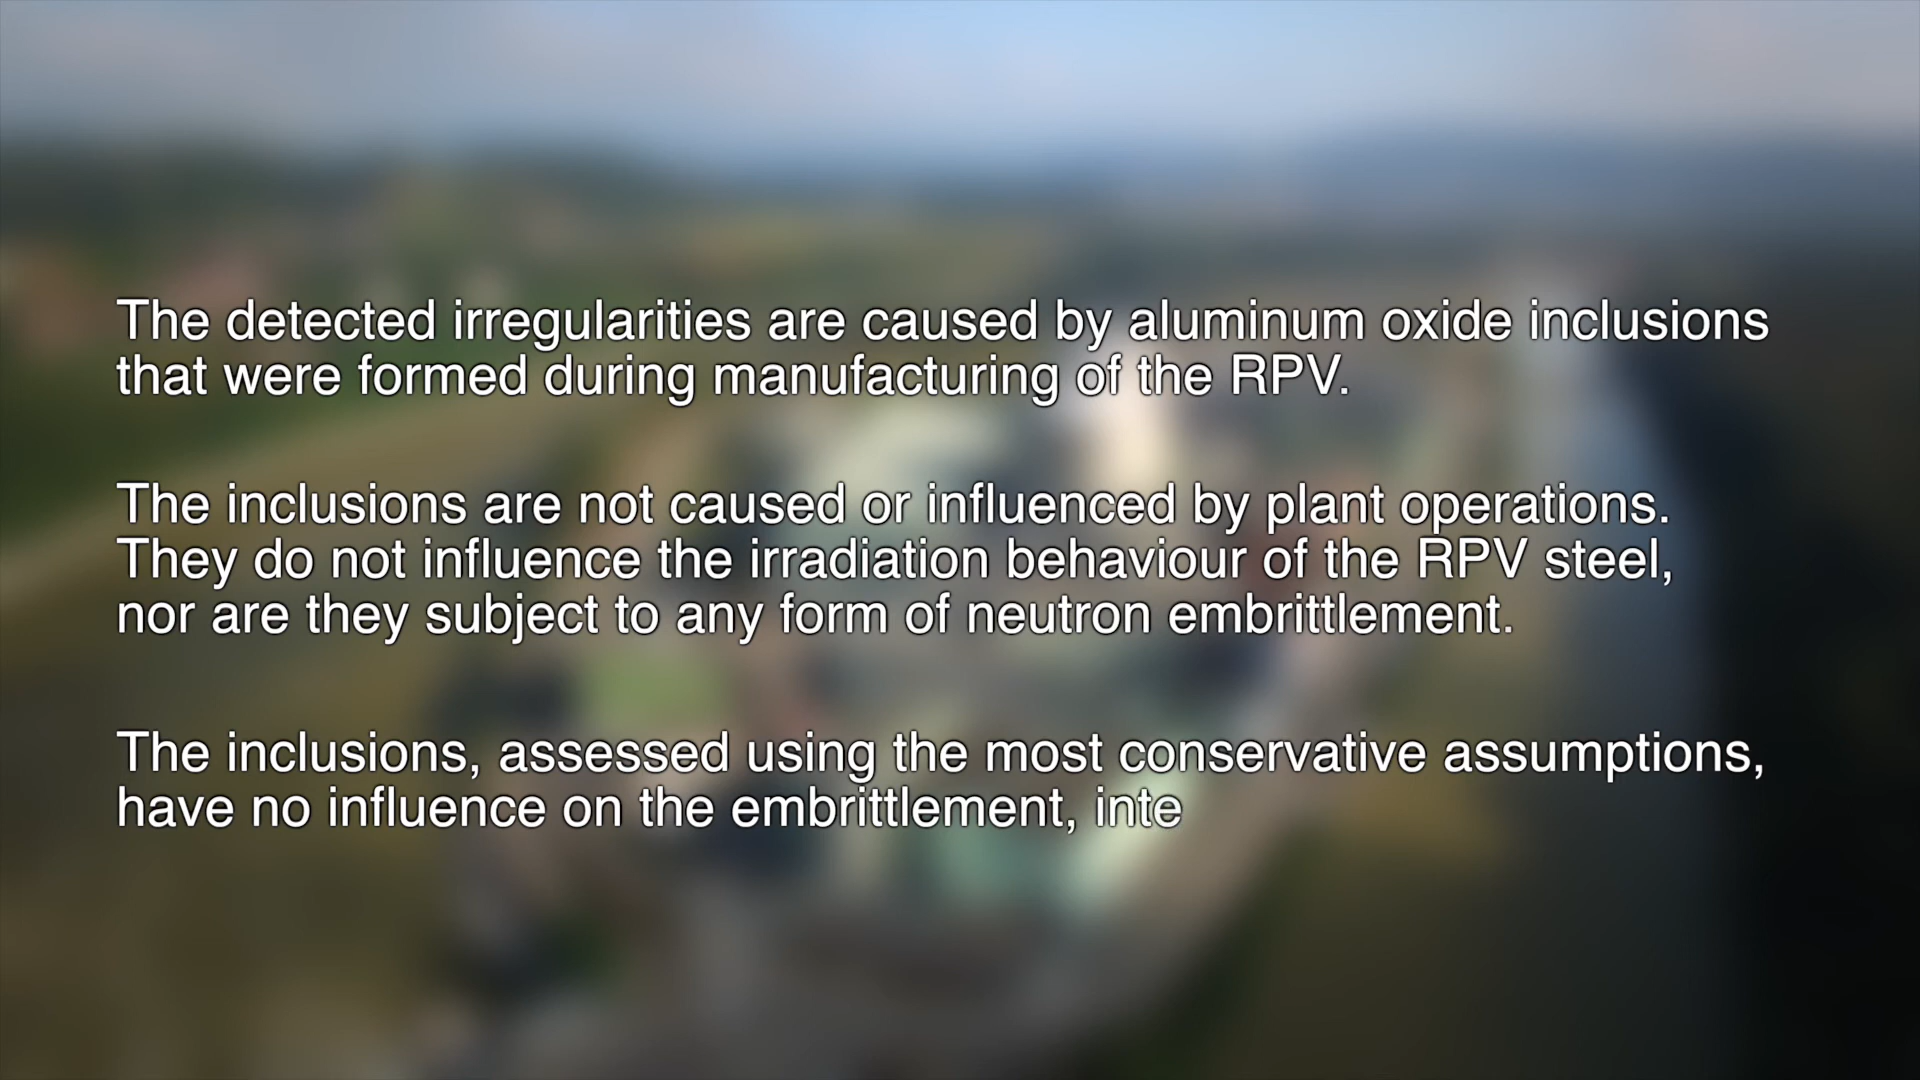 The detected irregularities are caused by aluminum oxide inclusions
that were formed during manufacturing of the RPV.
The inclusions are not caused or influenced by plant operations.
They do not influence the irradiation behaviour of the RPV steel,
nor are they subject to any form of neutron embrittlement.
The inclusions, assessed using the most conservative assumptions,
have no influence on the embrittlement, inte